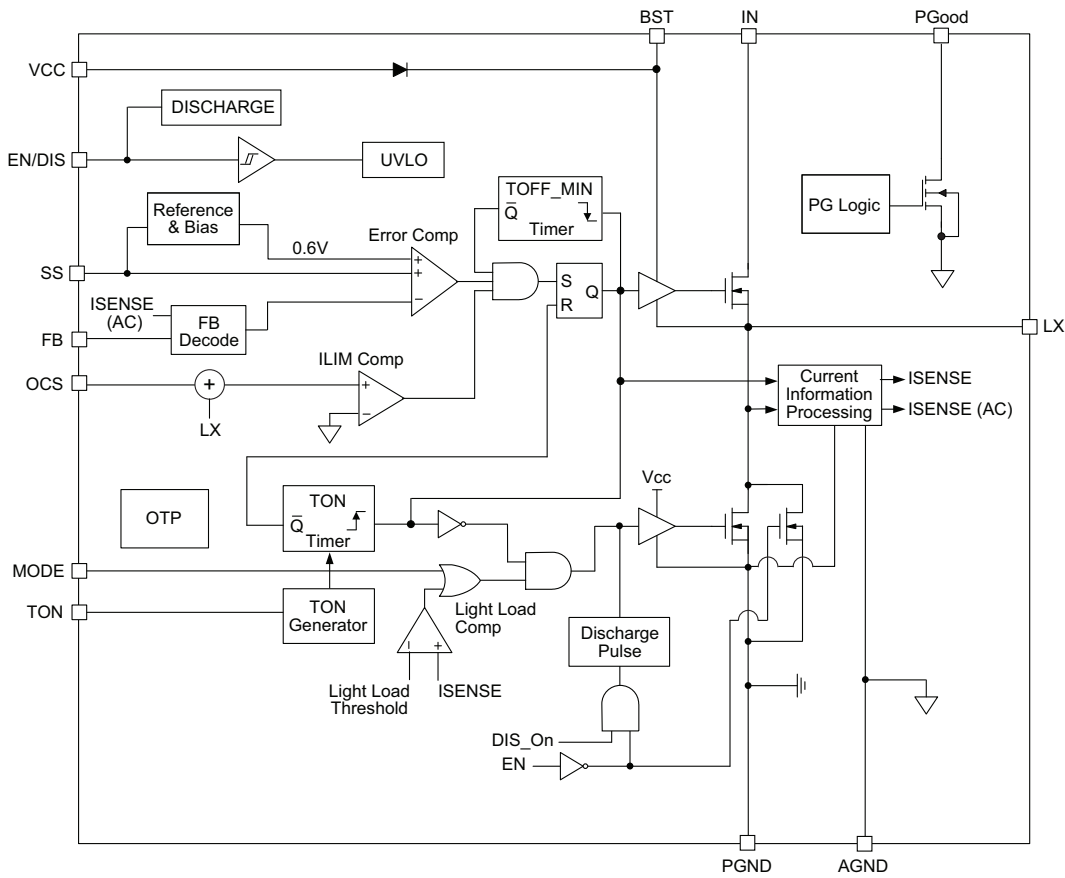 BST
IN
PGood
VCC
DISCHARGE
EN/DIS
UVLO
TOFF_MIN
Q̅
Timer
PG Logic
Reference
& Bias
0.6V
Error Comp
SS
ISENSE
(AC)
FB
Decode
FB
S
R
Q
LX
ILIM Comp
OCS
LX
Current
Information
Processing
ISENSE
ISENSE (AC)
Vcc
OTP
TON
Q̅
Timer
MODE
TON
TON
Generator
Light Load
Comp
Discharge
Pulse
Light Load
Threshold
ISENSE
DIS_On
EN
PGND
AGND